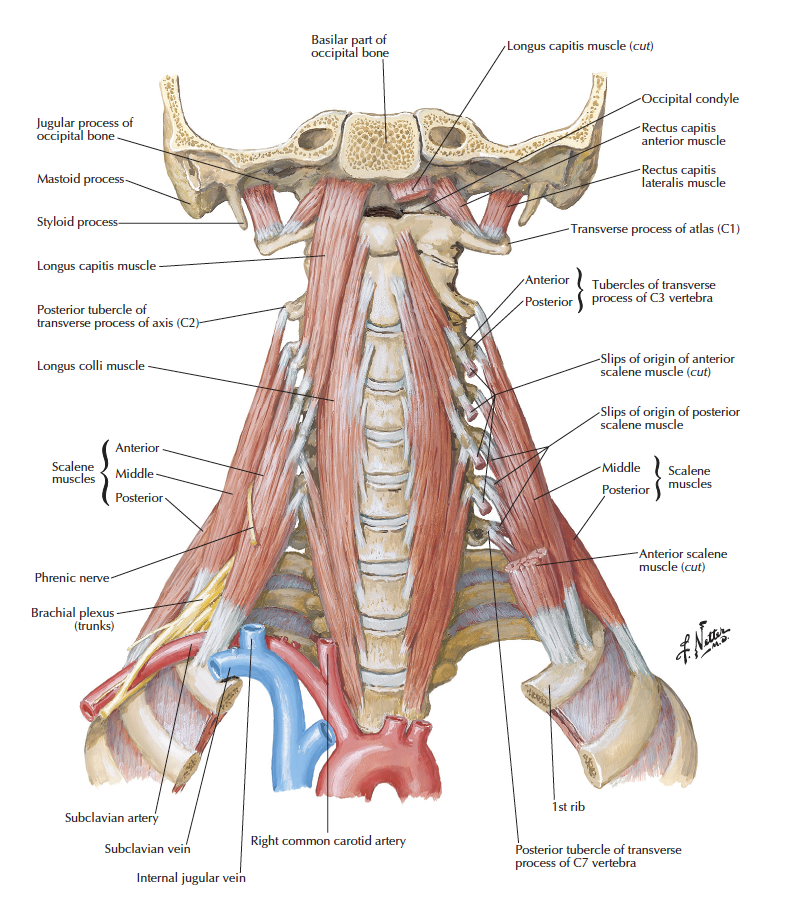 Basilar part of
occipital bone
Longus capitis muscle (cut)
Jugular process of
occipital bone
Occipital condyle
Rectus capitis
anterior muscle
Mastoid process
Rectus capitis
lateralis muscle
Styloid process
Transverse process of atlas (C1)
Longus capitis muscle
Anterior
Posterior
Tubercles of transverse
process of C3 vertebra
Posterior tubercle of
transverse process of axis (C2)
Longus colli muscle
Slips of origin of anterior
scalene muscle (cut)
Slips of origin of posterior
scalene muscle
Scalene
muscles
Anterior
Middle
Posterior
Middle
Posterior
Scalene
muscles
Phrenic nerve
Anterior scalene
muscle (cut)
Brachial plexus
(trunks)
F. Netter
M.D.
Subclavian artery
1st rib
Subclavian vein
Right common carotid artery
Posterior tubercle of transverse
process of C7 vertebra
Internal jugular vein